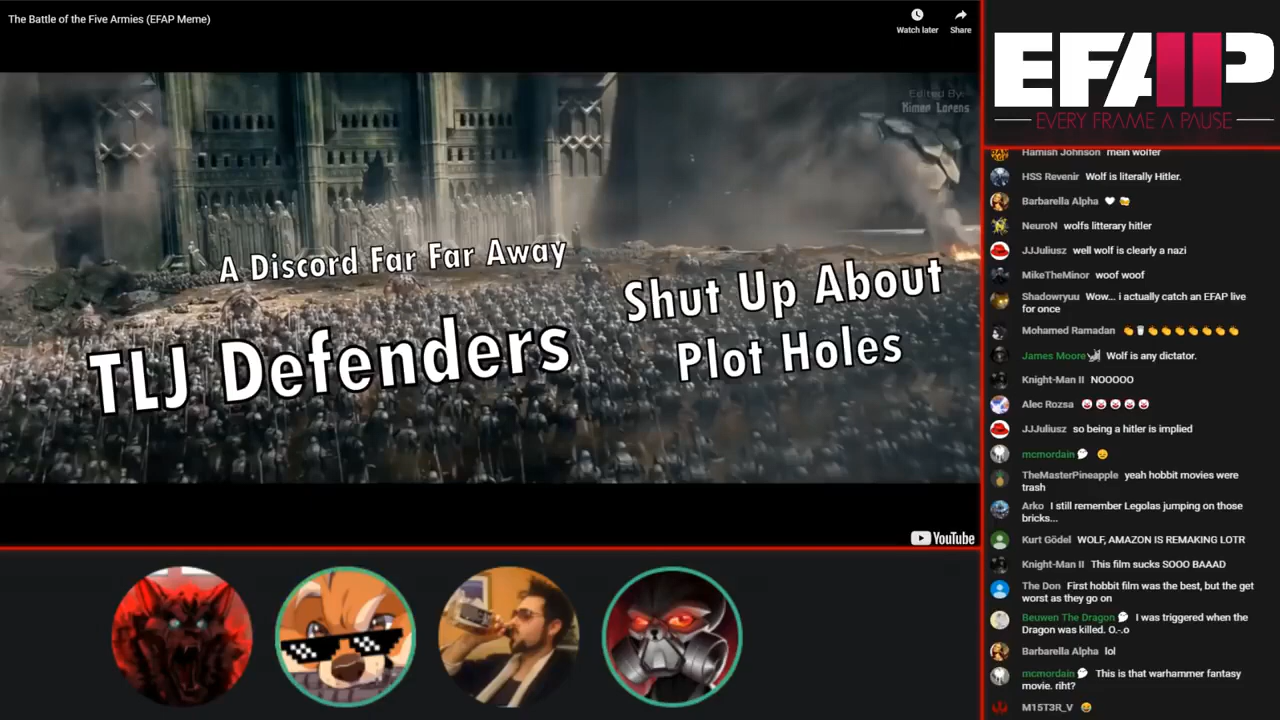 The Battle of the Five Armies (EFAP Meme)
Watch later
Share
Edited By:
Ximer Lorens
A Discord Far Far Away
TLJ Defenders
Shut Up About
Plot Holes
YouTube
EFAP
EVERY FRAME A PAUSE
Hamish Johnson mein wolfer
HSS Revenir Wolf is literally Hitler.
Barbarella Alpha 🤍 🍻
NeuroN wolfs litterary hitler
JJJuliusz well wolf is clearly a nazi
MikeTheMinor woof woof
Shadowryuu Wow... i actually catch an EFAP live
for once
Mohamed Ramadan 👏🥛👏👏👏👏👏👏👏
James Moore Wolf is any dictator.
Knight-Man II NOOOOO
Alec Rozsa 🤡🤡🤡🤡🤡
JJJuliusz so being a hitler is implied
mcmordain 😖
TheMasterPineapple yeah hobbit movies were
trash
Arko I still remember Legolas jumping on those
bricks...
Kurt Gödel WOLF, AMAZON IS REMAKING LOTR
Knight-Man II This film sucks SOOO BAAAD
The Don First hobbit film was the best, but the get
worst as they go on
Beuwen The Dragon I was triggered when the
Dragon was killed. O.-.o
Barbarella Alpha lol
mcmordain This is that warhammer fantasy
movie. riht?
M15T3R_V 😄